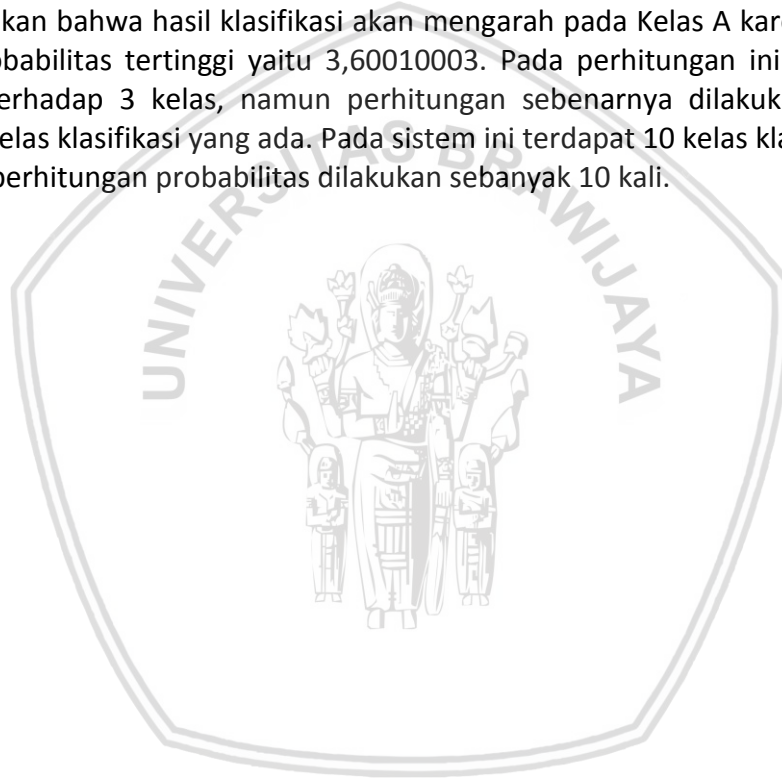 kan bahwa hasil klasifikasi akan mengarah pada Kelas A kar
babilitas tertinggi yaitu 3,60010003. Pada perhitungan ini
erhadap 3 kelas, namun perhitungan sebenarnya dilakuk
elas klasifikasi yang ada. Pada sistem ini terdapat 10 kelas kla
perhitungan probabilitas dilakukan sebanyak 10 kali.
UNIVERSITAS BRAWIJAYA